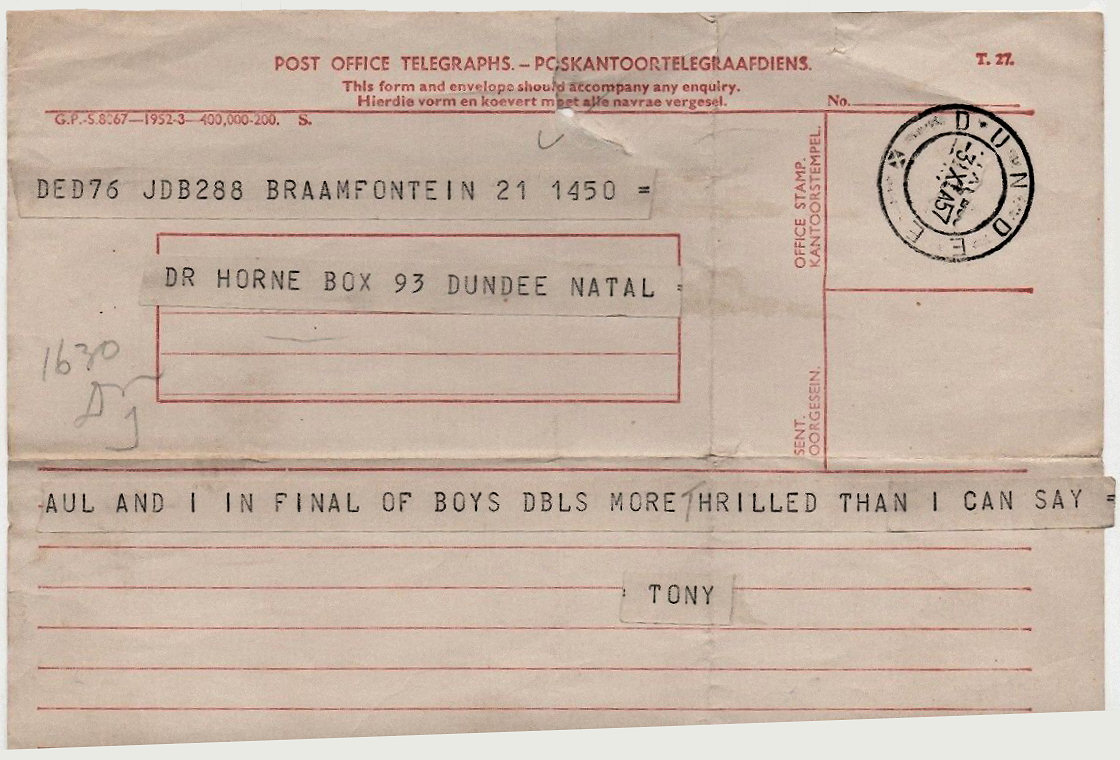 POST OFFICE TELEGRAPHS. – POSKANTOORTELEGRAAFDIENS.
T. 27.
This form and envelope should accompany any enquiry.
Hierdie vorm en koevert moet alle navrae vergesel.
No.
G.P.-S.8067—1952-3—400,000-200. S.
DUNDEE
XI 57
OFFICE STAMP.
KANTOORSTEMPEL.
DED76 JDB288 BRAAMFONTEIN 21 1450 =
DR HORNE BOX 93 DUNDEE NATAL =
1630
SENT.
OORGESEIN.
AUL AND I IN FINAL OF BOYS DBLS MORE THRILLED THAN I CAN SAY =
: TONY